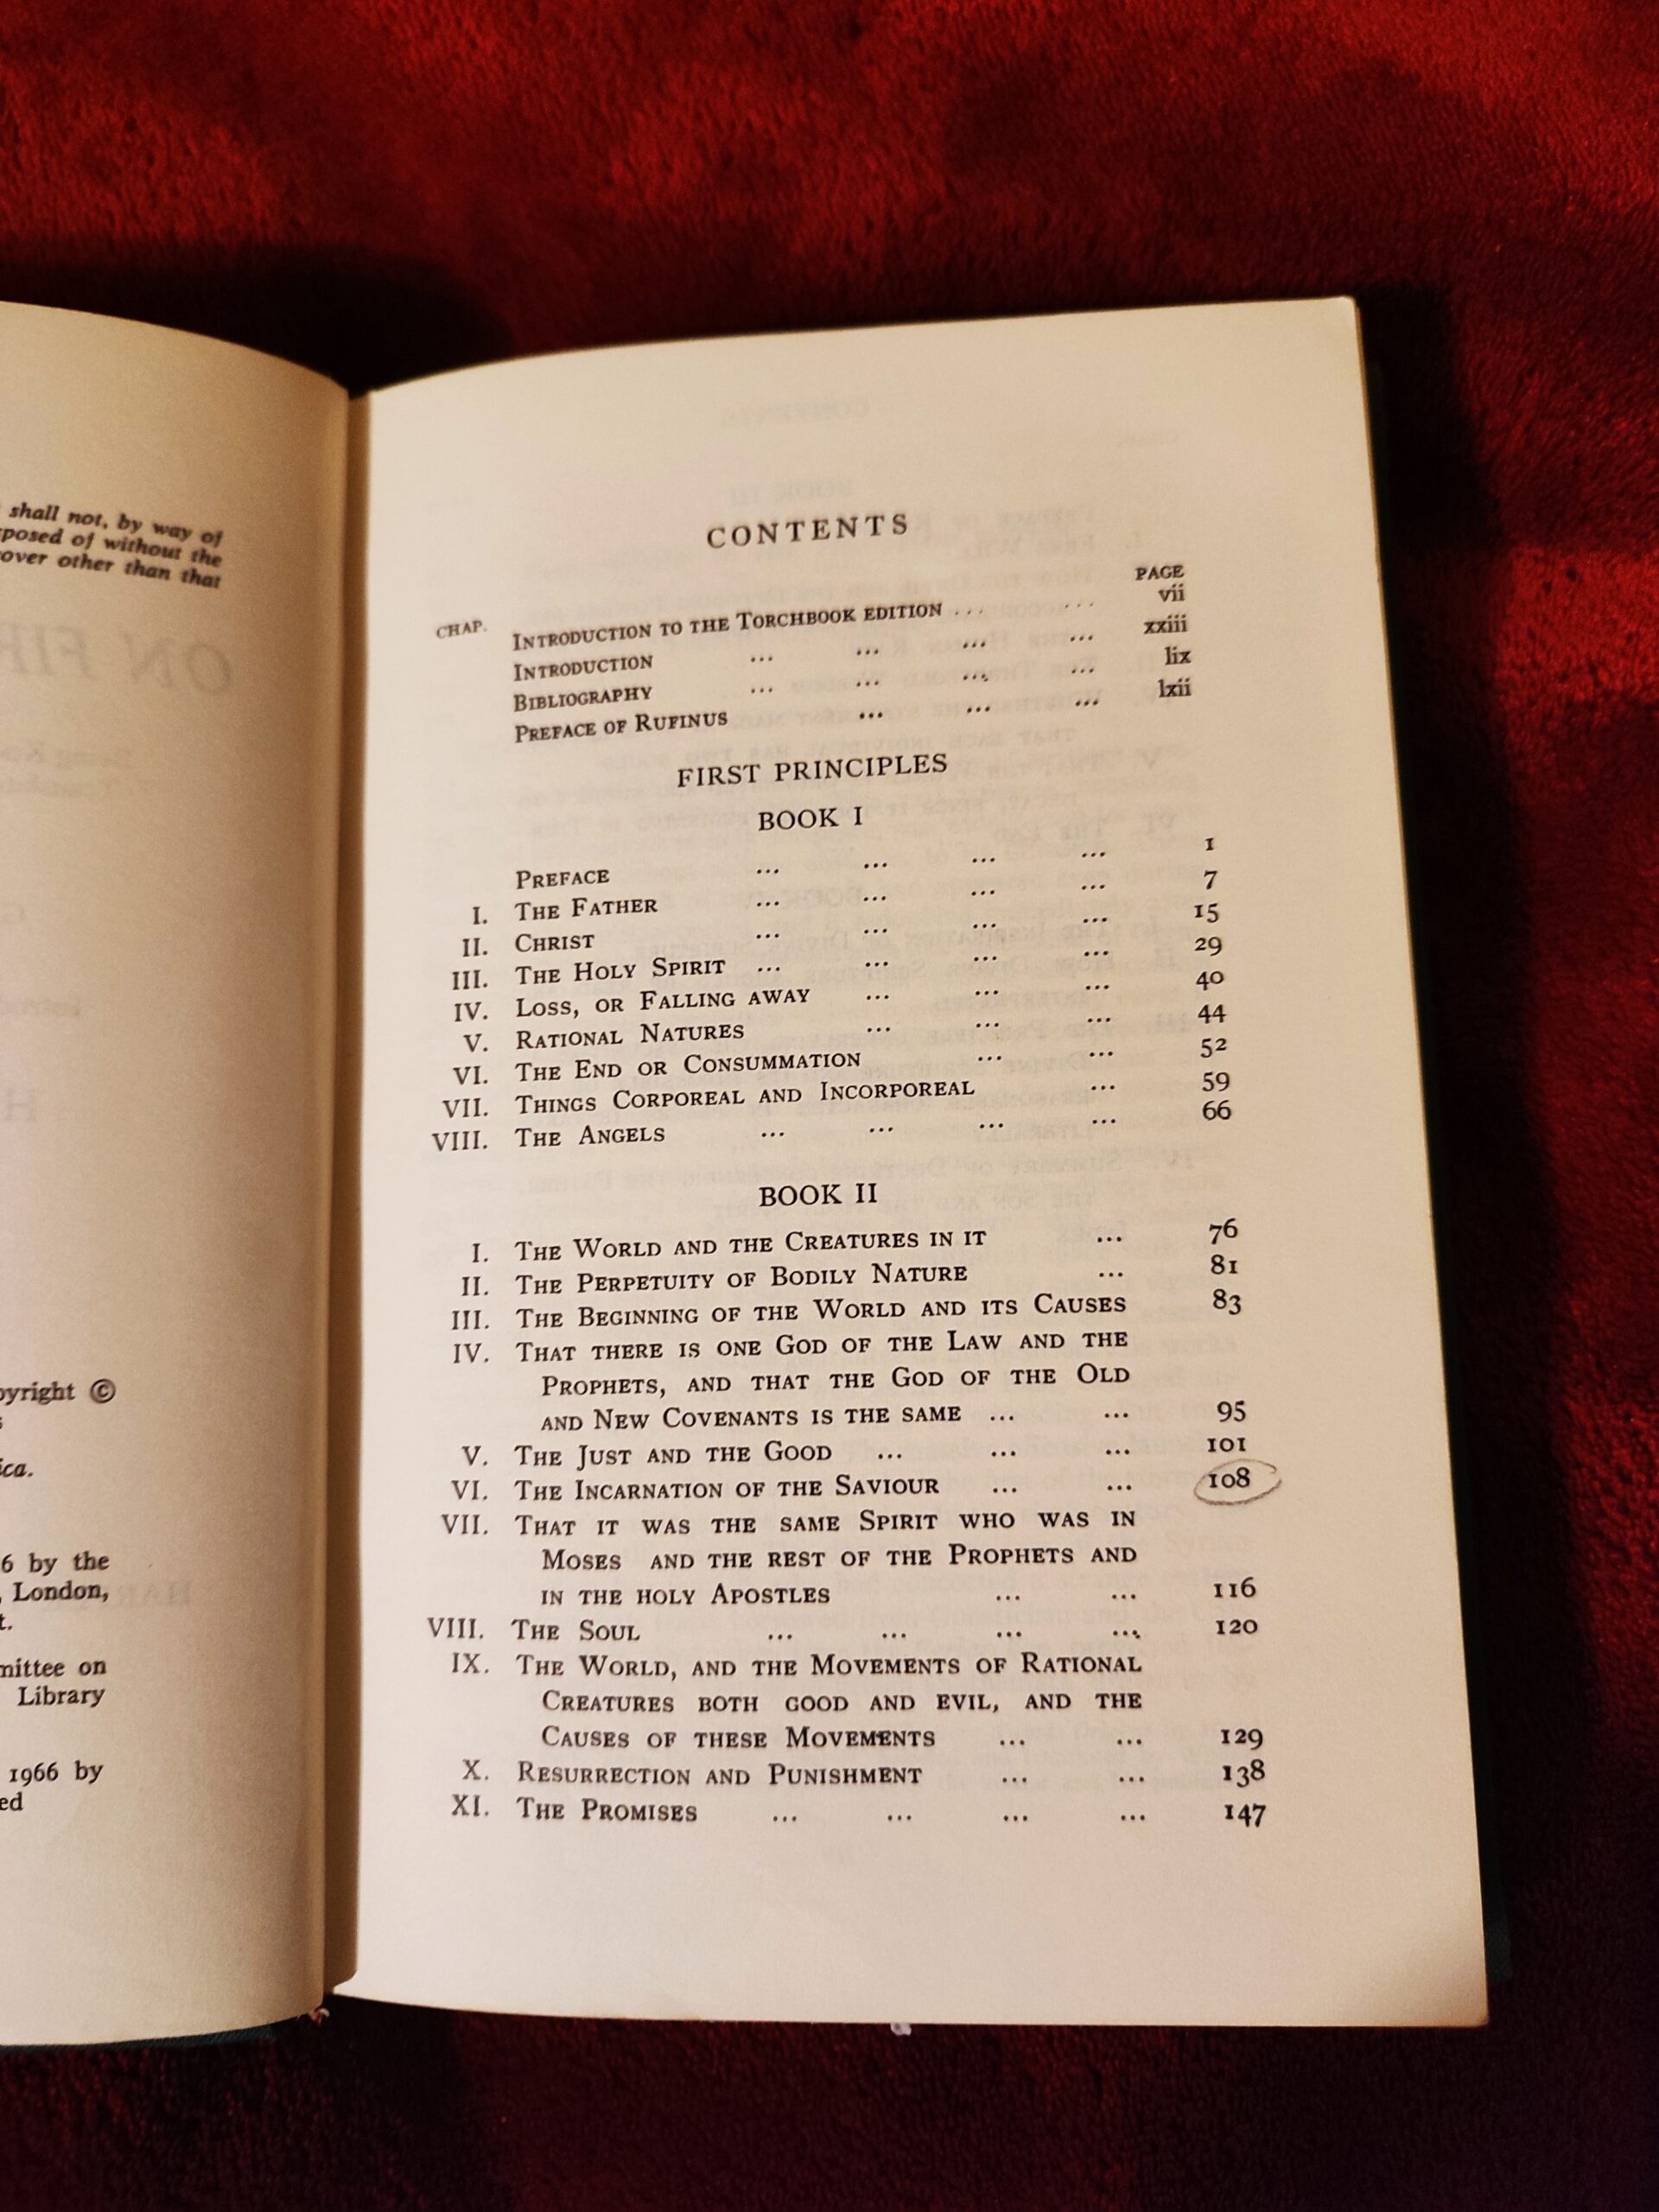 shall not, by way of
posed of without the
over other than that
pyright ©
ica.
6 by the
, London,
t.
mittee on
Library
1966 by
ed
CONTENTS
CHAP. PAGE
INTRODUCTION TO THE TORCHBOOK EDITION ... ... vii
INTRODUCTION ... ... ... ... xxiii
BIBLIOGRAPHY ... ... ... ... lix
PREFACE OF RUFINUS ... ... ... lxii
FIRST PRINCIPLES
BOOK I
PREFACE ... ... ... ... 1
I. THE FATHER ... ... ... ... 7
II. CHRIST ... ... ... ... 15
III. THE HOLY SPIRIT ... ... ... ... 29
IV. LOSS, OR FALLING AWAY ... ... ... 40
V. RATIONAL NATURES ... ... ... 44
VI. THE END OR CONSUMMATION ... ... 52
VII. THINGS CORPOREAL AND INCORPOREAL ... 59
VIII. THE ANGELS ... ... ... ... 66
BOOK II
I. THE WORLD AND THE CREATURES IN IT ... 76
II. THE PERPETUITY OF BODILY NATURE ... 81
III. THE BEGINNING OF THE WORLD AND ITS CAUSES 83
IV. THAT THERE IS ONE GOD OF THE LAW AND THE
PROPHETS, AND THAT THE GOD OF THE OLD
AND NEW COVENANTS IS THE SAME ... ... 95
V. THE JUST AND THE GOOD ... ... ... 101
VI. THE INCARNATION OF THE SAVIOUR ... ... 108
VII. THAT IT WAS THE SAME SPIRIT WHO WAS IN
MOSES AND THE REST OF THE PROPHETS AND
IN THE HOLY APOSTLES ... ... 116
VIII. THE SOUL ... ... ... ... 120
IX. THE WORLD, AND THE MOVEMENTS OF RATIONAL
CREATURES BOTH GOOD AND EVIL, AND THE
CAUSES OF THESE MOVEMENTS ... ... 129
X. RESURRECTION AND PUNISHMENT ... ... 138
XI. THE PROMISES ... ... ... ... 147